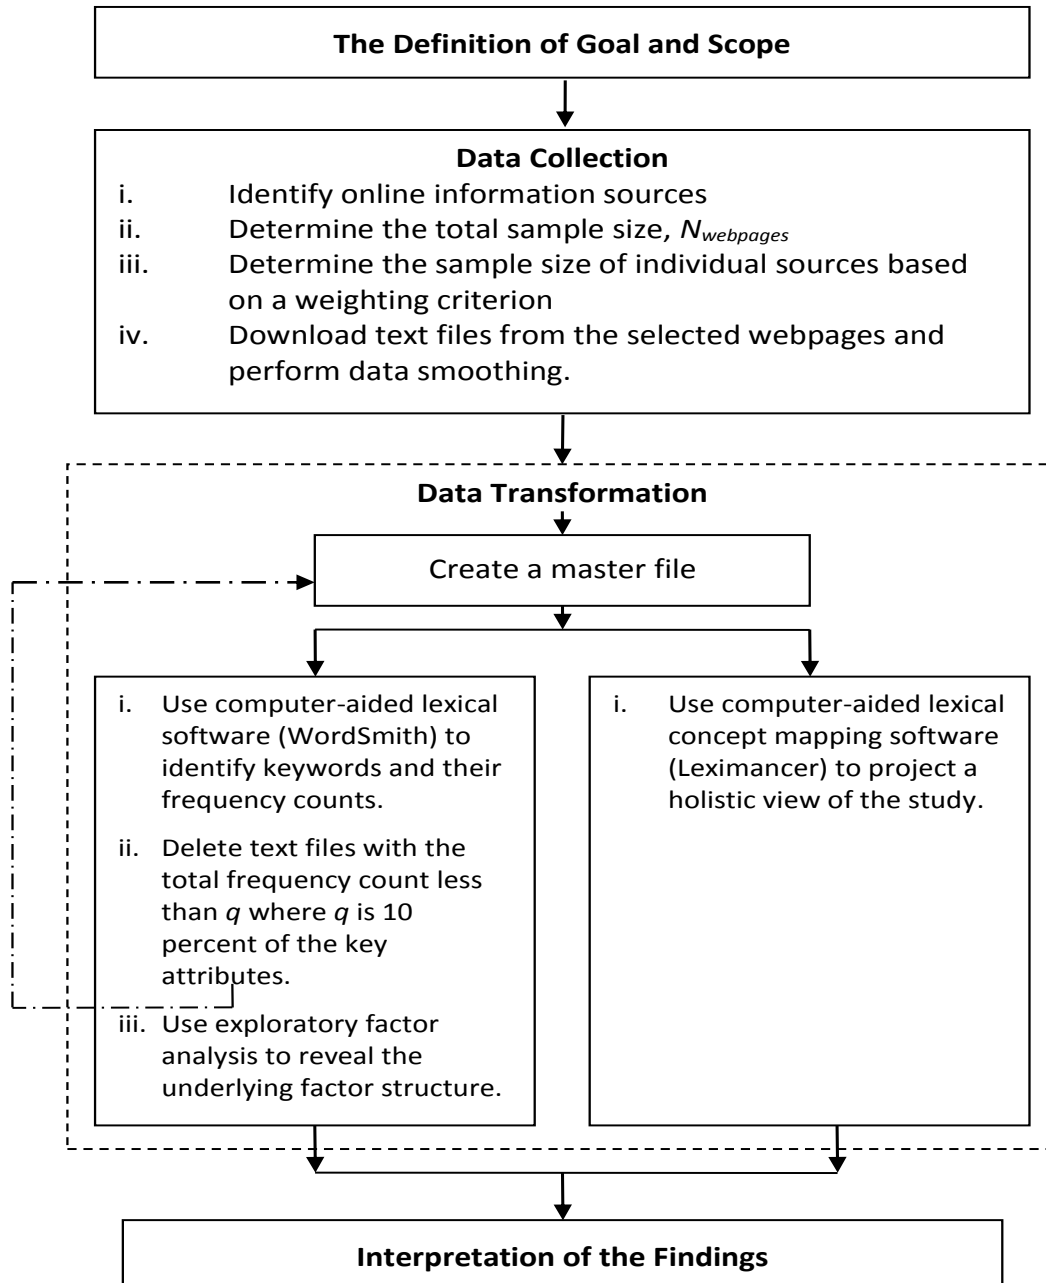 The Definition of Goal and Scope
Data Collection
i. Identify online information sources
ii. Determine the total sample size, Nwebpages
iii. Determine the sample size of individual sources based
on a weighting criterion
iv. Download text files from the selected webpages and
perform data smoothing.
Data Transformation
Create a master file
i. Use computer-aided lexical
software (WordSmith) to
identify keywords and their
frequency counts.
ii. Delete text files with the
total frequency count less
than q where q is 10
percent of the key
attributes.
iii. Use exploratory factor
analysis to reveal the
underlying factor structure.
i. Use computer-aided lexical
concept mapping software
(Leximancer) to project a
holistic view of the study.
Interpretation of the Findings